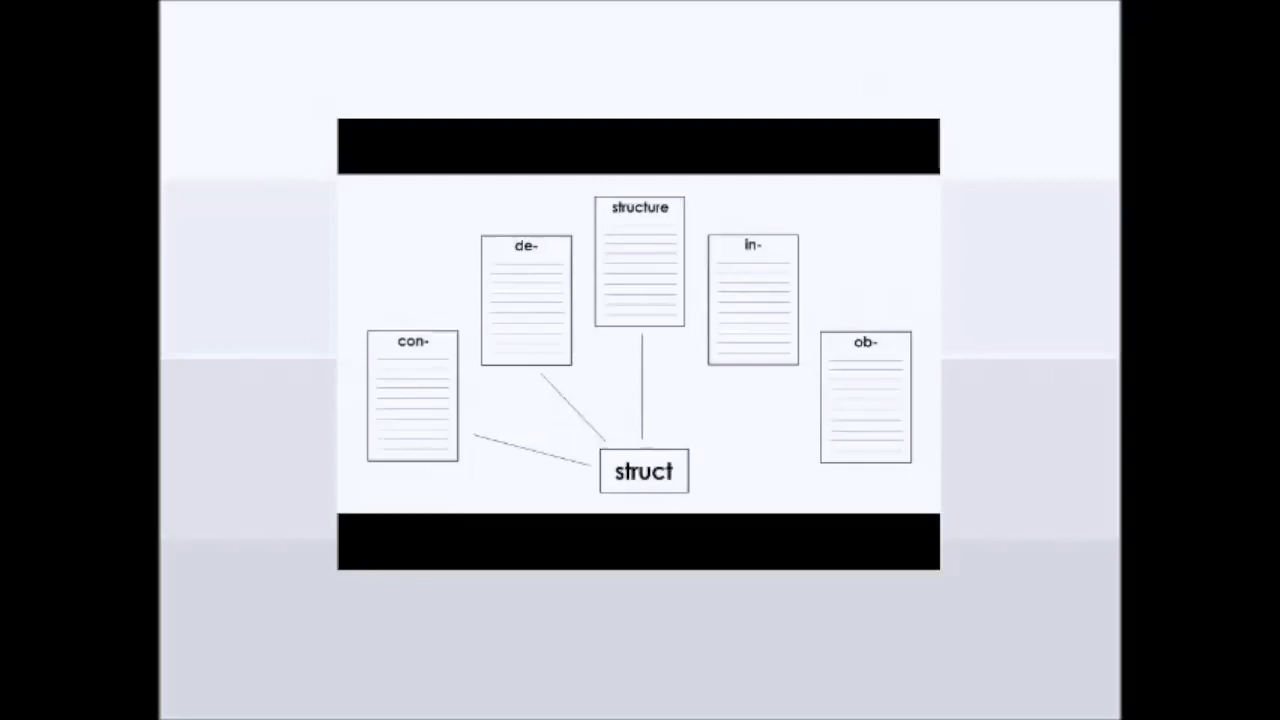 structure
de-
in-
con-
ob-
struct